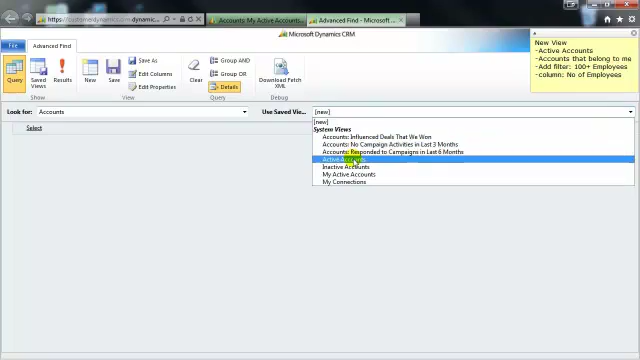 https://customerdynamics.crm.dynamic...
Accounts: My Active Accounts...
Advanced Find - Microsoft ...
Microsoft Dynamics CRM
File
Advanced Find
Query
Saved Views
Results
New
Save
Save As
Edit Columns
Edit Properties
Clear
Group AND
Group OR
Details
Download Fetch XML
Show
View
Query
Debug
New View
-Active Accounts
-Accounts that belong to me
-Add filter: 100+ Employees
-column: No of Employees
Look for:
Accounts
Use Saved Vie...
[new]
Select
[new]
System Views
Accounts: Influenced Deals That We Won
Accounts: No Campaign Activities in Last 3 Months
Accounts: Responded to Campaigns in Last 6 Months
Active Accounts
Inactive Accounts
My Active Accounts
My Connections